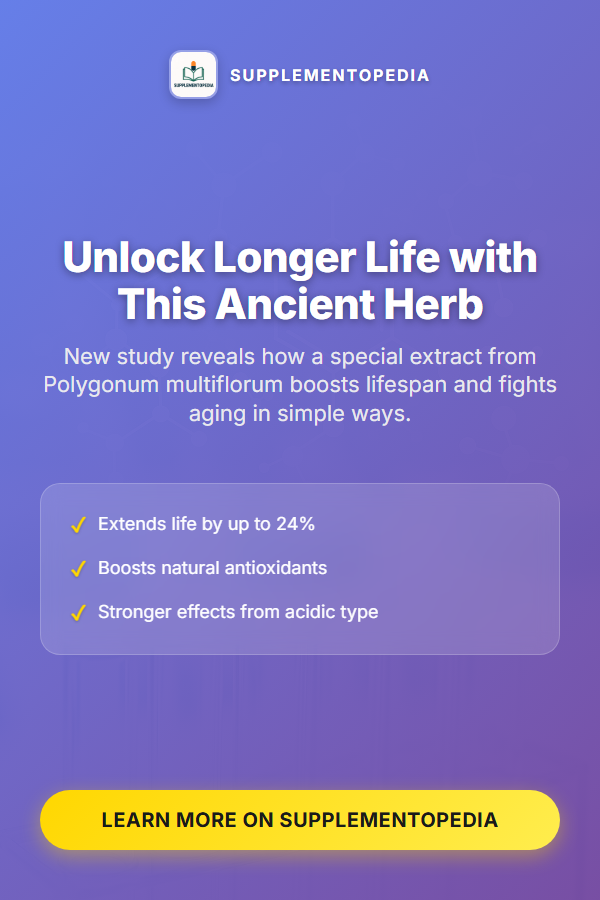 SUPPLEMENTOPEDIA
SUPPLEMENTOPEDIA
Unlock Longer Life with
This Ancient Herb
New study reveals how a special extract from
Polygonum multiflorum boosts lifespan and fights
aging in simple ways.
✓ Extends life by up to 24%
✓ Boosts natural antioxidants
✓ Stronger effects from acidic type
LEARN MORE ON SUPPLEMENTOPEDIA